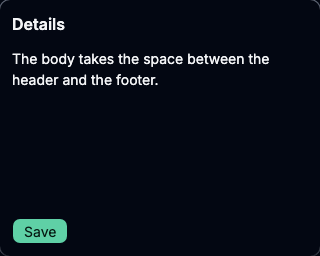 Details
The body takes the space between the
header and the footer.
Save